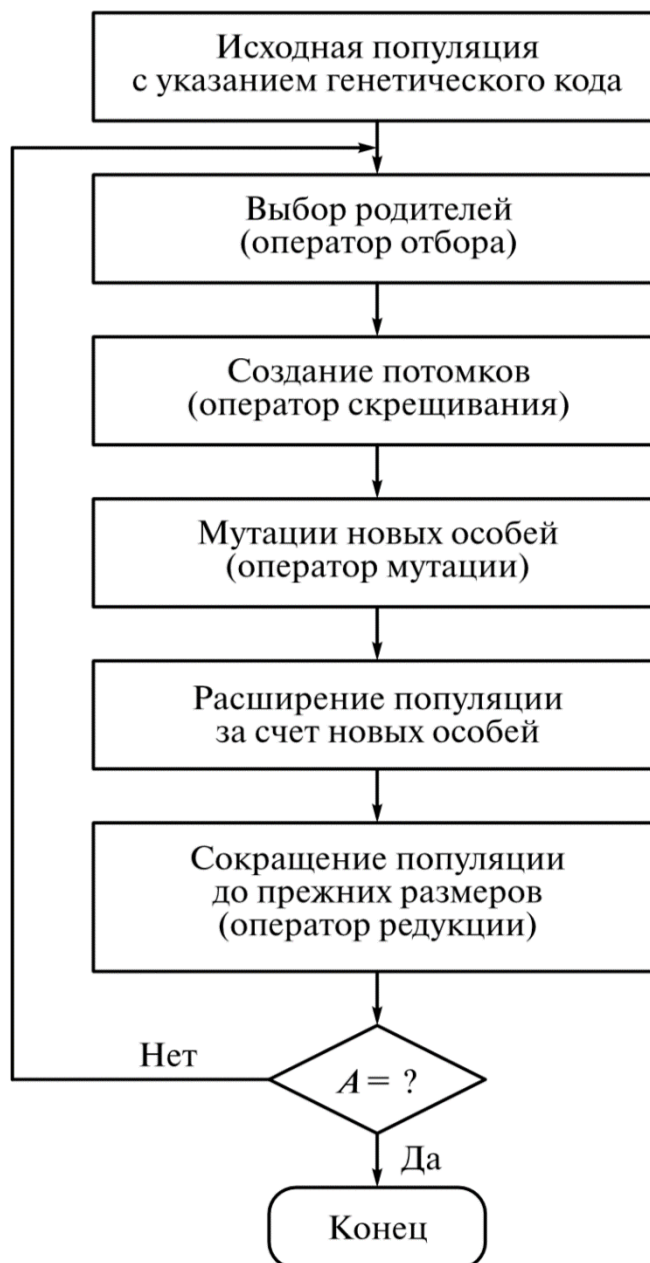 Исходная популяция
с указанием генетического кода
Выбор родителей
(оператор отбора)
Создание потомков
(оператор скрещивания)
Мутации новых особей
(оператор мутации)
Расширение популяции
за счет новых особей
Сокращение популяции
до прежних размеров
(оператор редукции)
Нет
A = ?
Да
Конец